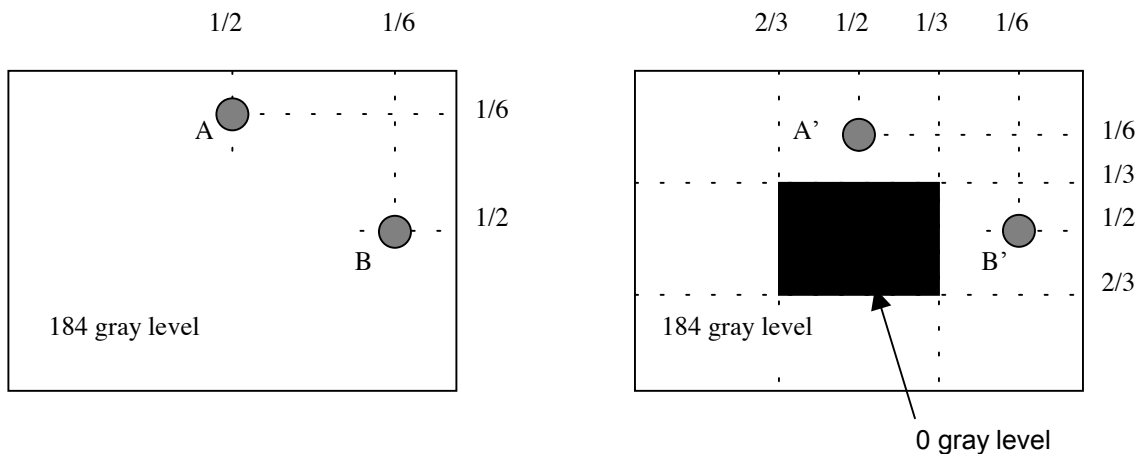 1/2 1/6
1/6
A
1/2
B
184 gray level
2/3 1/2 1/3 1/6
A’ 1/6
1/3
1/2
B’
2/3
184 gray level
0 gray level